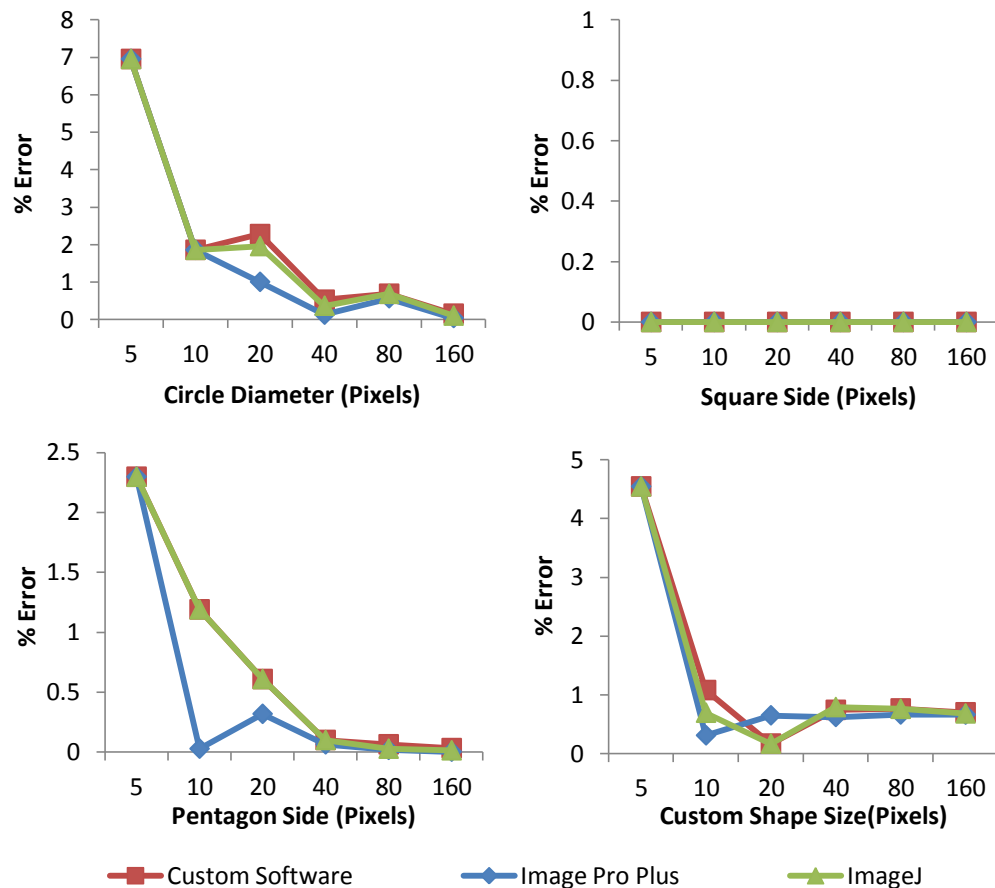 8
7
6
5
4
3
2
1
0
% Error
5 10 20 40 80 160
Circle Diameter (Pixels)
1
0.8
0.6
0.4
0.2
0
% Error
5 10 20 40 80 160
Square Side (Pixels)
2.5
2
1.5
1
0.5
0
% Error
5 10 20 40 80 160
Pentagon Side (Pixels)
5
4
3
2
1
0
% Error
5 10 20 40 80 160
Custom Shape Size(Pixels)
Custom Software Image Pro Plus ImageJ